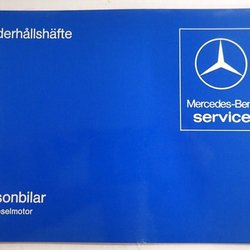 derhållshäfte
Mercedes-Ben
service
sonbilar
selmotor